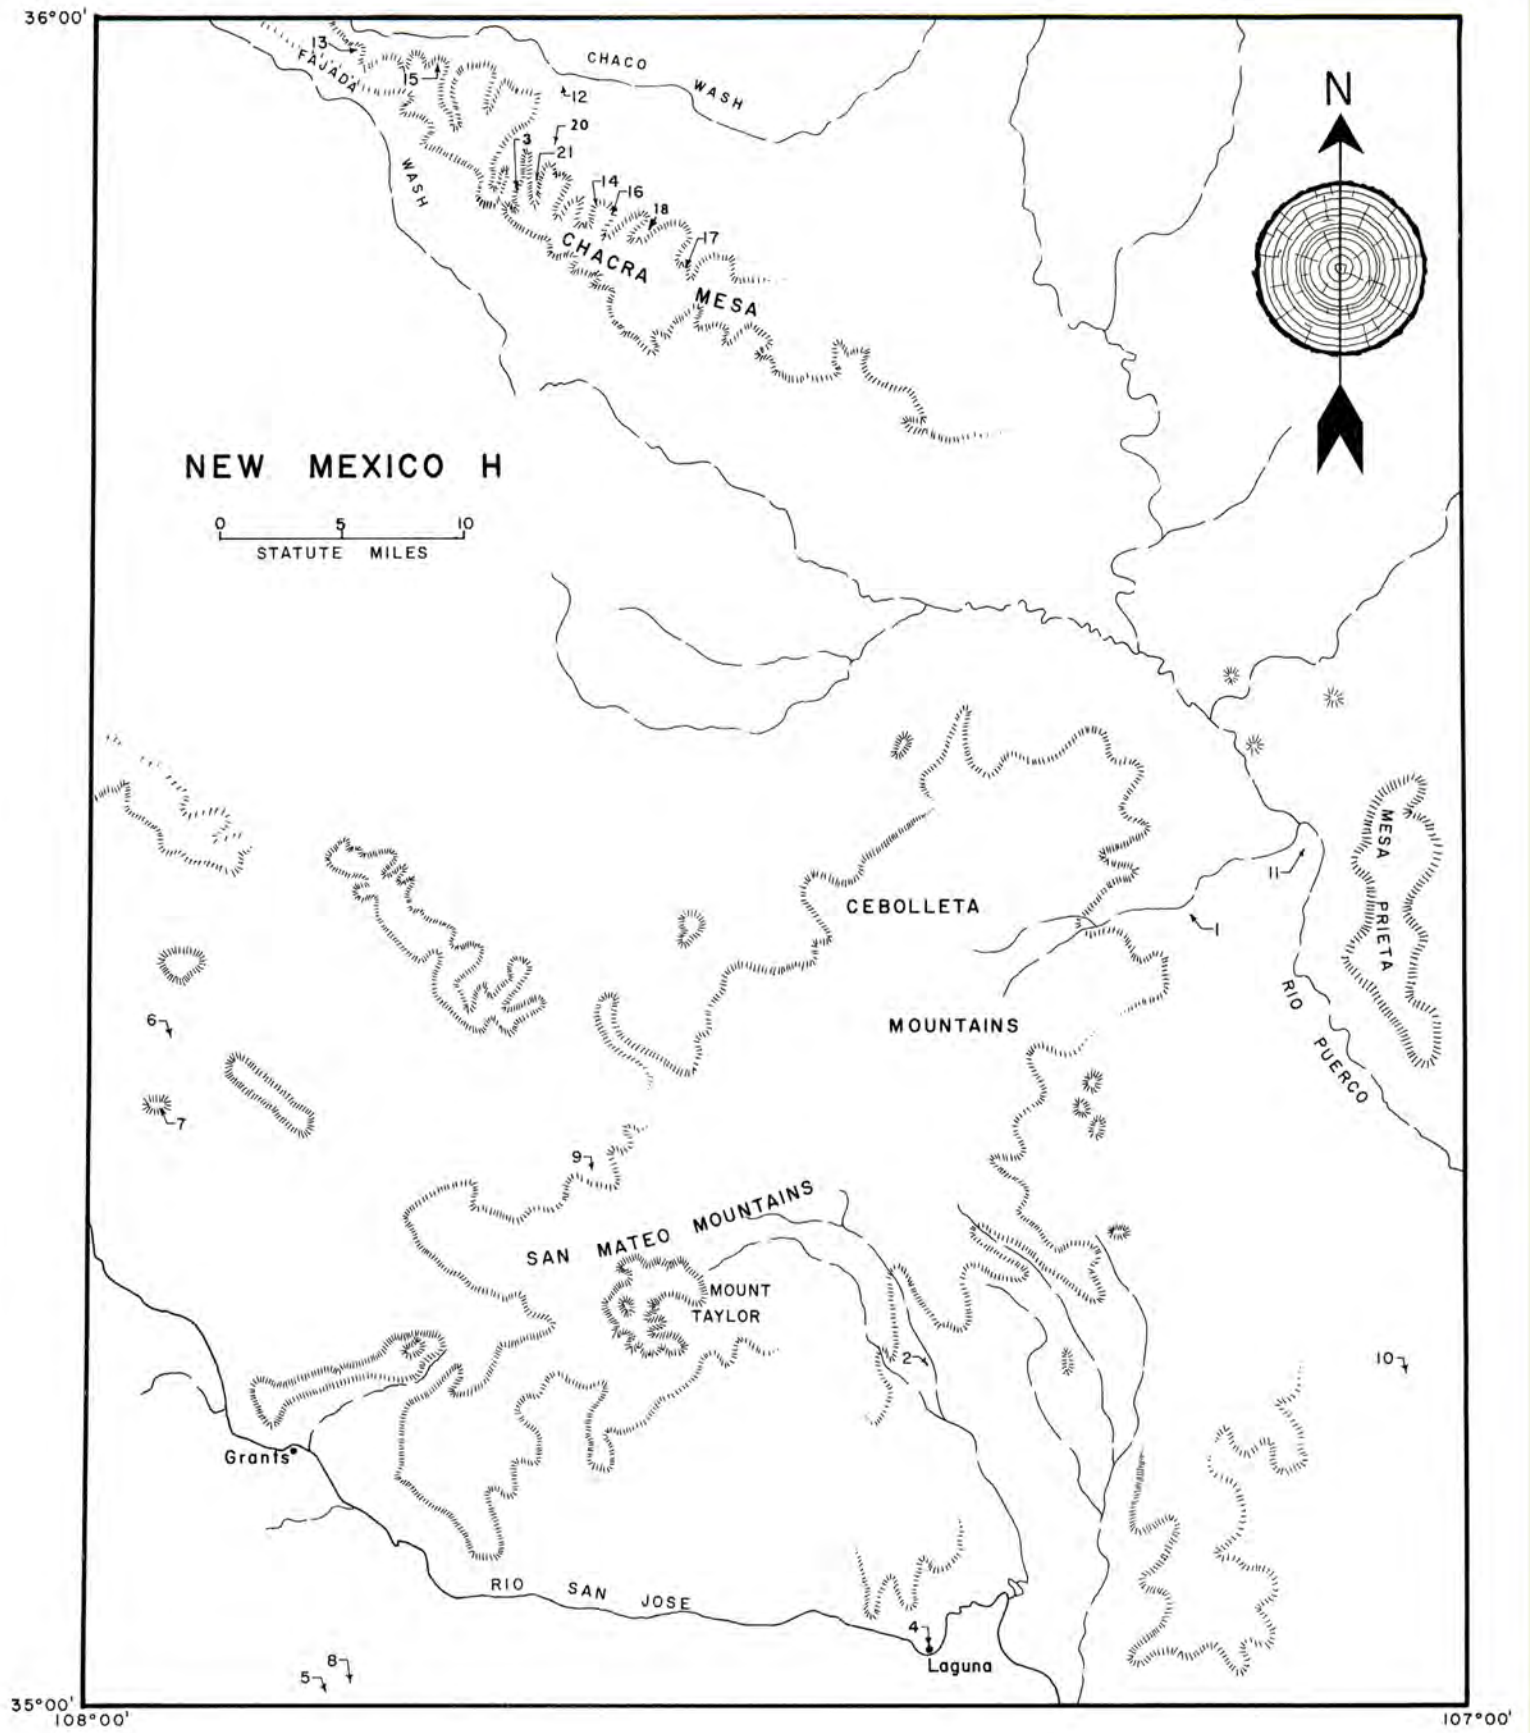 36°00'
N
13
FAJADA
15
CHACO WASH
12
20
3
21
WASH
14
16
18
17
CHACRA MESA
NEW MEXICO H
0 5 10
STATUTE MILES
MESA PRIETA
11
CEBOLLETA
1
MOUNTAINS
RIO PUERCO
6
7
9
SAN MATEO MOUNTAINS
MOUNT
TAYLOR
2
10
Grants
RIO SAN JOSE
4
Laguna
8
5
35°00'
108°00'
107°00'